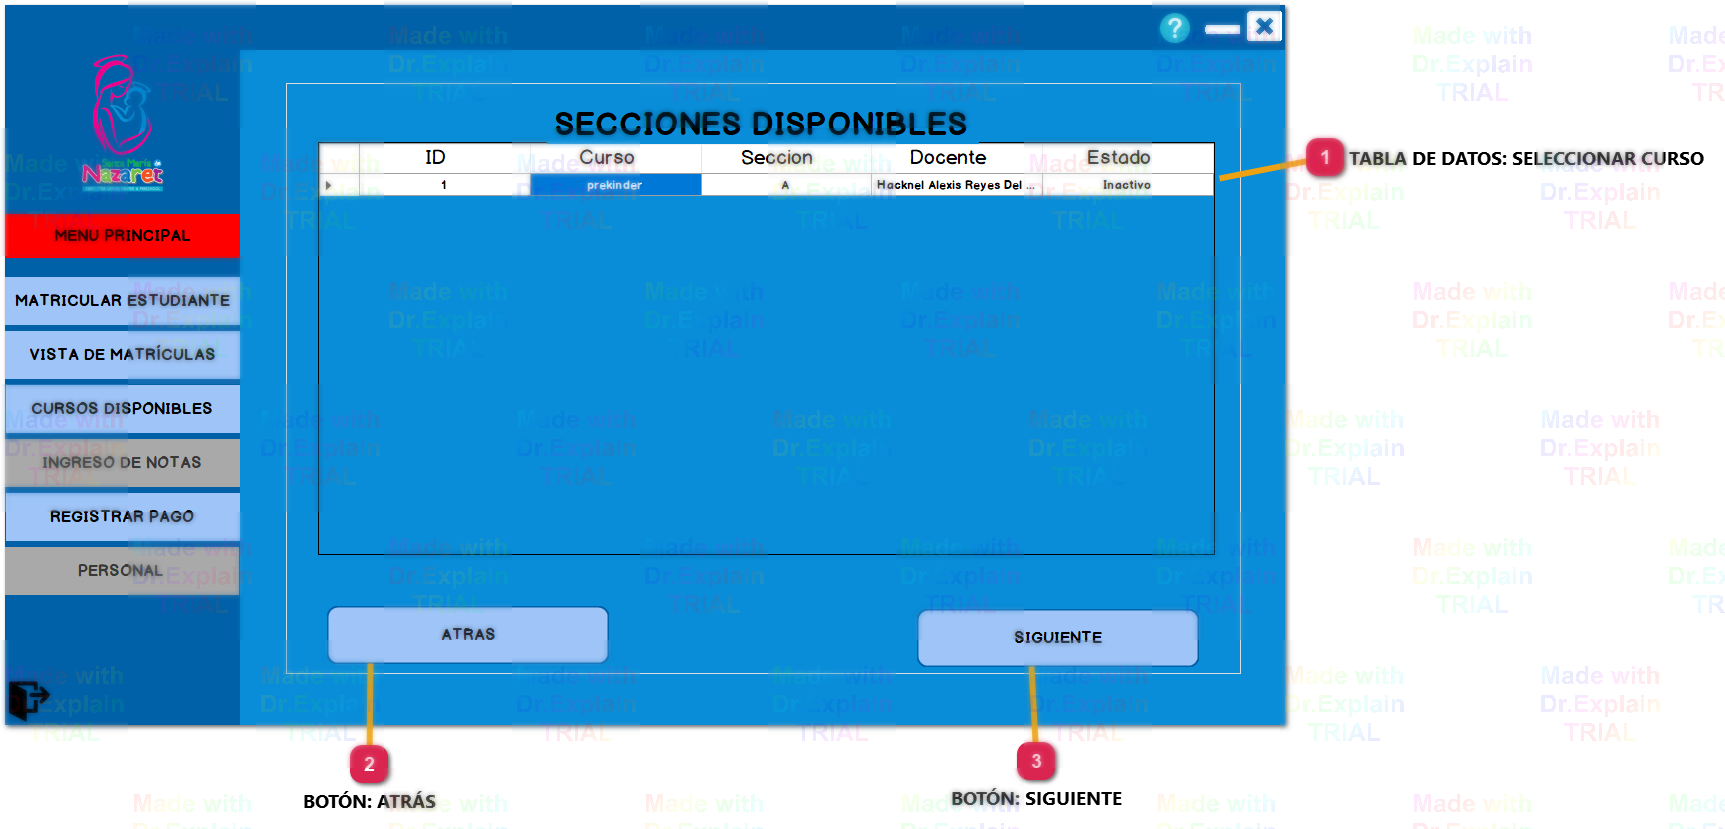 ?
Santa María de
Nazaret
SECCIONES DISPONIBLES
ID Curso Seccion Docente Estado
1 prekinder A Hacknel Alexis Reyes Del ... Inactivo
1 TABLA DE DATOS: SELECCIONAR CURSO
MENU PRINCIPAL
MATRICULAR ESTUDIANTE
VISTA DE MATRÍCULAS
CURSOS DISPONIBLES
INGRESO DE NOTAS
REGISTRAR PAGO
PERSONAL
ATRAS
SIGUIENTE
2
BOTÓN: ATRÁS
3
BOTÓN: SIGUIENTE
Made with
Dr.Explain
TRIAL